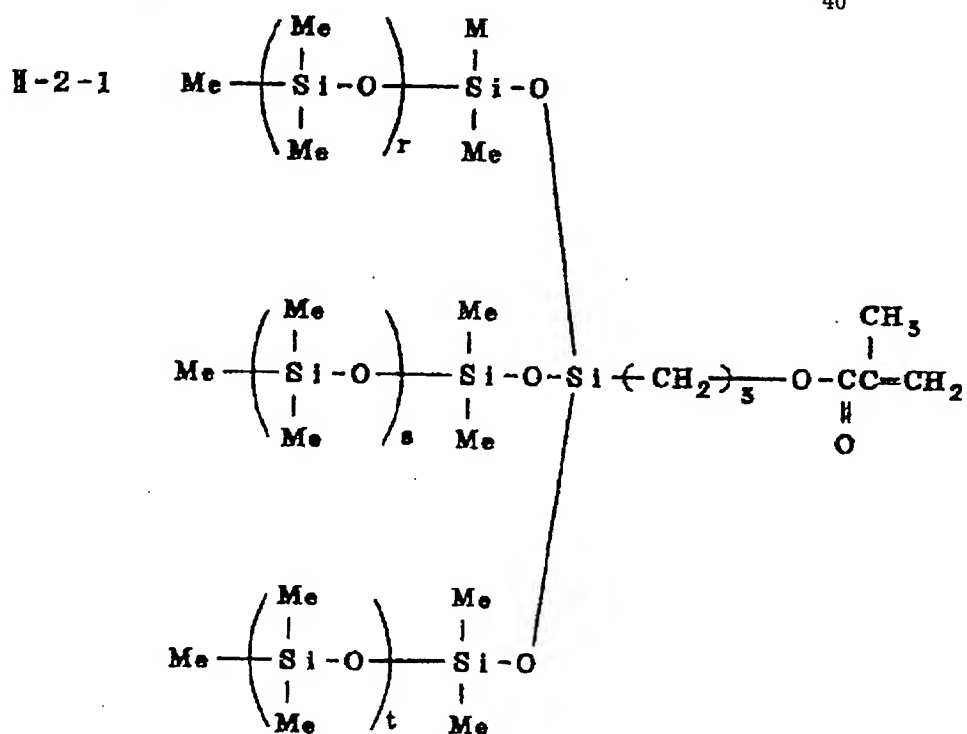 40
Me M
II-2-1 Me—(Si-O)r—Si-O
Me Me
Me Me CH3
Me—(Si-O)s—Si-O-Si-(CH2)3—O-CC=CH2
Me Me O
Me Me
Me—(Si-O)t—Si-O
Me Me